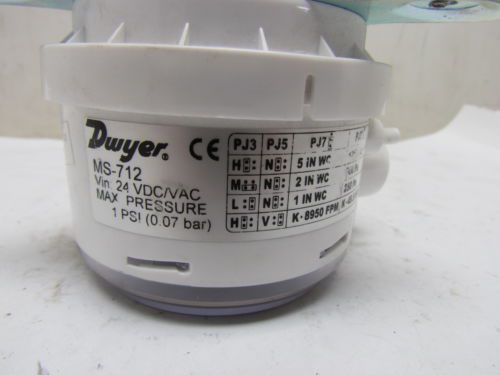 Dwyer.® CE
MS-712
Vin: 24 VDC/VAC
MAX PRESSURE
1 PSI (0.07 bar)
PJ3 PJ5 PJ7
H N 5 IN WC
M N 2 IN WC
L N 1 IN WC
H V K·8950 FPM